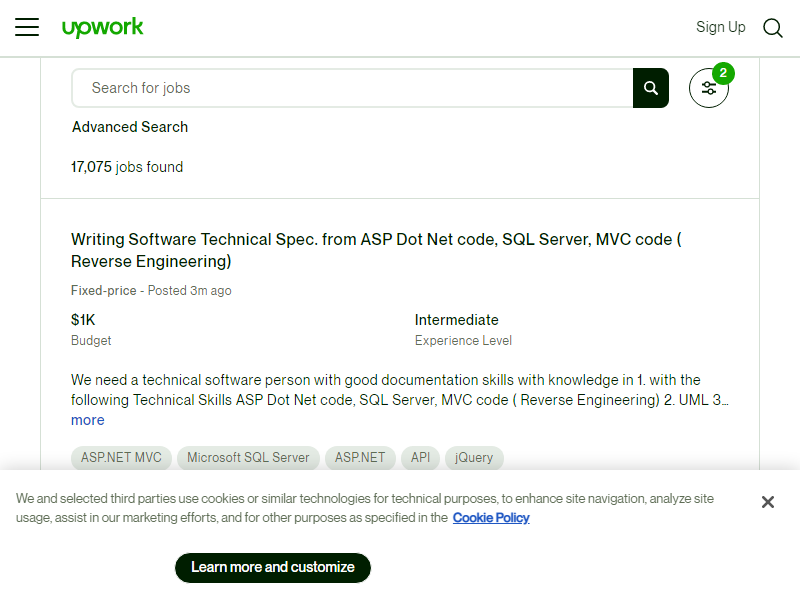 upwork
Sign Up
Search for jobs
2
Advanced Search
17,075 jobs found
Writing Software Technical Spec. from ASP Dot Net code, SQL Server, MVC code (
Reverse Engineering)
Fixed-price - Posted 3m ago
$1K
Intermediate
Budget
Experience Level
We need a technical software person with good documentation skills with knowledge in 1. with the
following Technical Skills ASP Dot Net code, SQL Server, MVC code ( Reverse Engineering) 2. UML 3...
more
ASP.NET MVC
Microsoft SQL Server
ASP.NET
API
jQuery
We and selected third parties use cookies or similar technologies for technical purposes, to enhance site navigation, analyze site
usage, assist in our marketing efforts, and for other purposes as specified in the Cookie Policy
Learn more and customize